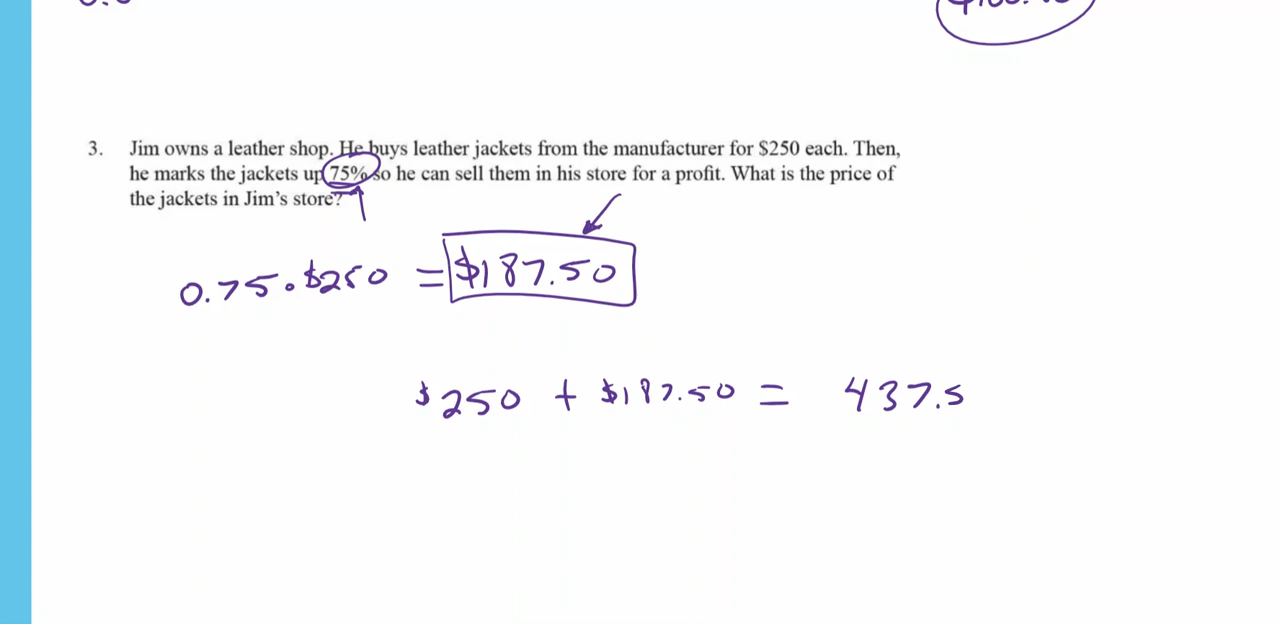 3. Jim owns a leather shop. He buys leather jackets from the manufacturer for $250 each. Then,
he marks the jackets up 75% so he can sell them in his store for a profit. What is the price of
the jackets in Jim's store?
0.75 · $250 = $187.50
$250 + $187.50 = 437.5